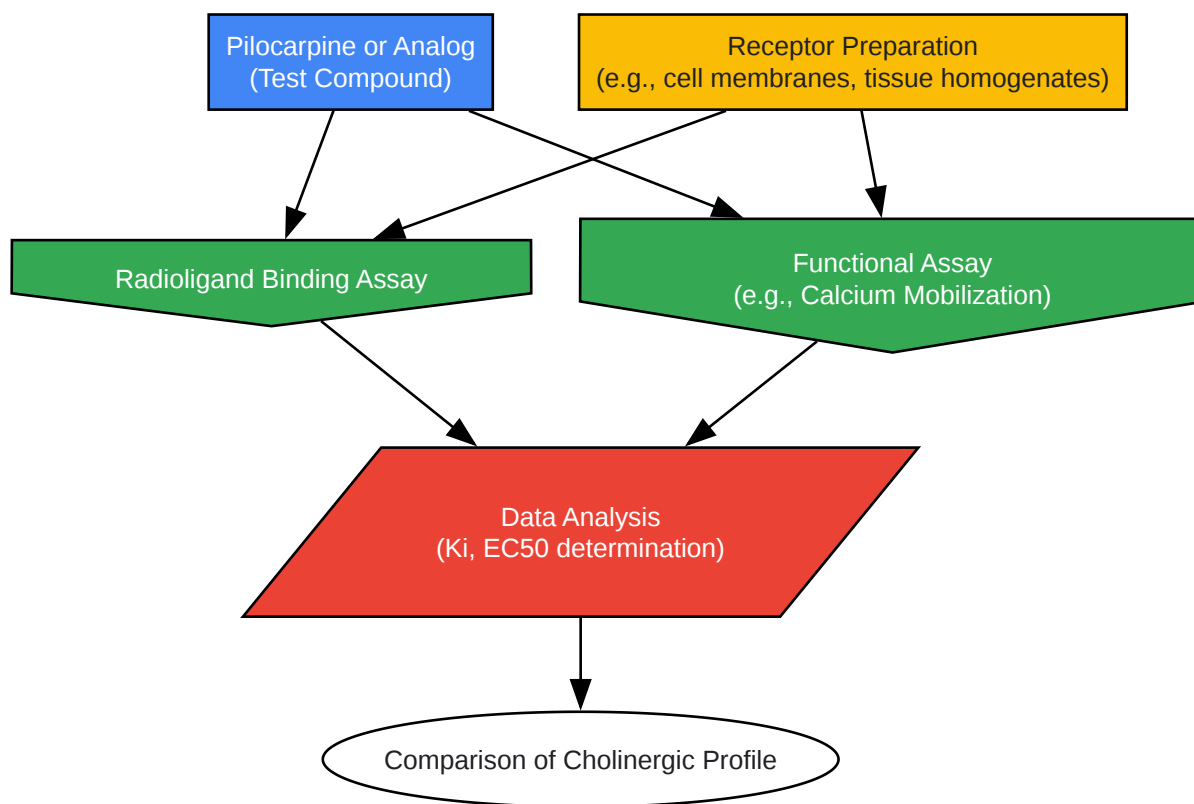 Pilocarpine or Analog
(Test Compound)
Receptor Preparation
(e.g., cell membranes, tissue homogenates)
Radioligand Binding Assay
Functional Assay
(e.g., Calcium Mobilization)
Data Analysis
(Ki, EC50 determination)
Comparison of Cholinergic Profile